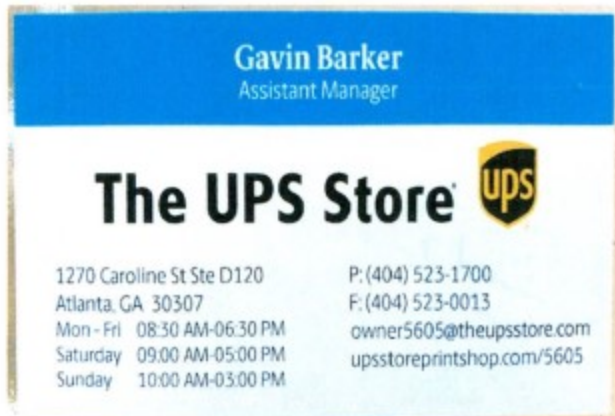 Gavin Barker
Assistant Manager
The UPS Store
ups
1270 Caroline St Ste D120
Atlanta, GA 30307
Mon - Fri 08:30 AM-06:30 PM
Saturday 09:00 AM-05:00 PM
Sunday 10:00 AM-03:00 PM
P: (404) 523-1700
F: (404) 523-0013
owner5605@theupsstore.com
upsstoreprintshop.com/5605